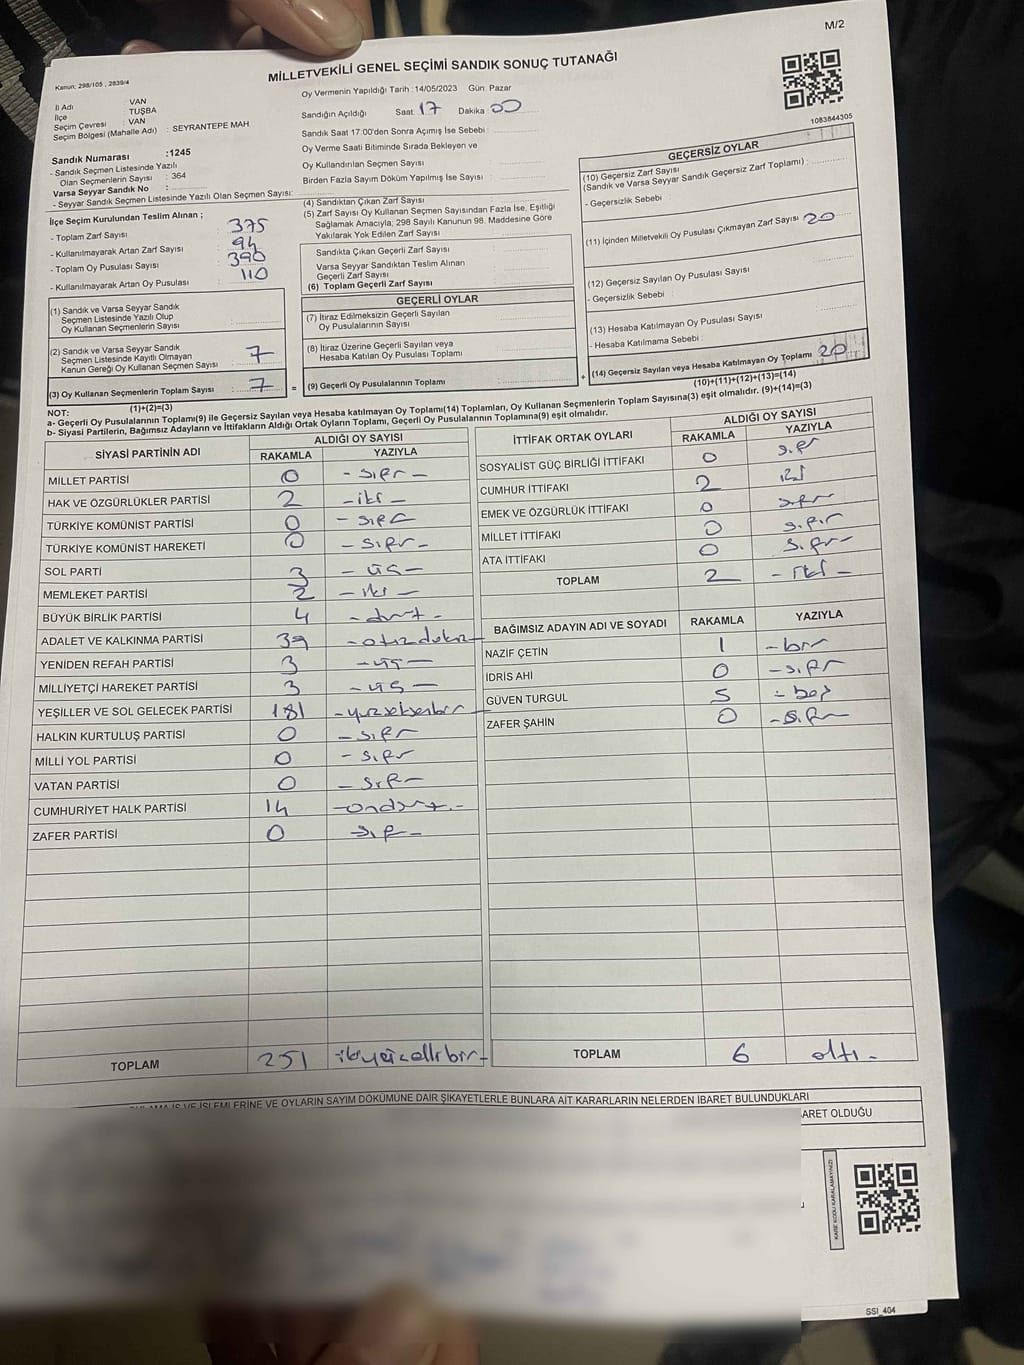 M/2
Kanun: 298/105 , 2839/4
MİLLETVEKİLİ GENEL SEÇİMİ SANDIK SONUÇ TUTANAĞI
1083844305
İl Adı : VAN
İlçe : TUŞBA
Seçim Çevresi : VAN
Seçim Bölgesi (Mahalle Adı) : SEYRANTEPE MAH.
Sandık Numarası :1245
- Sandık Seçmen Listesinde Yazılı
Olan Seçmenlerin Sayısı : 364
Varsa Seyyar Sandık No :
- Seyyar Sandık Seçmen Listesinde Yazılı Olan Seçmen Sayısı:
Oy Vermenin Yapıldığı Tarih :14/05/2023 Gün: Pazar
Sandığın Açıldığı Saat: 17 Dakika: 00
Sandık Saat 17:00'den Sonra Açımış İse Sebebi :
Oy Verme Saati Bitiminde Sırada Bekleyen ve
Oy Kullandırılan Seçmen Sayısı
Birden Fazla Sayım Döküm Yapılmış İse Sayısı :
İlçe Seçim Kurulundan Teslim Alınan ;
- Toplam Zarf Sayısı 375
- Kullanılmayarak Artan Zarf Sayısı 94
- Toplam Oy Pusulası Sayısı 390
- Kullanılmayarak Artan Oy Pusulası 110
(1) Sandık ve Varsa Seyyar Sandık
Seçmen Listesinde Yazılı Olup
Oy Kullanan Seçmenlerin Sayısı :
(2) Sandık ve Varsa Seyyar Sandık
Seçmen Listesinde Kayıtlı Olmayan
Kanun Gereği Oy Kullanan Seçmen Sayısı 7
(3) Oy Kullanan Seçmenlerin Toplam Sayısı : 7 =
(1)+(2)=(3)
(4) Sandıktan Çıkan Zarf Sayısı
(5) Zarf Sayısı Oy Kullanan Seçmen Sayısından Fazla İse, Eşitliği
Sağlamak Amacıyla; 298 Sayılı Kanunun 98. Maddesine Göre
Yakılarak Yok Edilen Zarf Sayısı :
Sandıkta Çıkan Geçerli Zarf Sayısı
Varsa Seyyar Sandıktan Teslim Alınan
Geçerli Zarf Sayısı
(6) Toplam Geçerli Zarf Sayısı :
GEÇERLİ OYLAR
(7) İtiraz Edilmeksizin Geçerli Sayılan
Oy Pusulalarının Sayısı :
(8) İtiraz Üzerine Geçerli Sayılan veya
Hesaba Katılan Oy Pusulası Toplamı :
(9) Geçerli Oy Pusulalarının Toplamı : +
GEÇERSİZ OYLAR
(10) Geçersiz Zarf Sayısı
(Sandık ve Varsa Seyyar Sandık Geçersiz Zarf Toplamı) :
- Geçersizlik Sebebi :
(11) İçinden Milletvekili Oy Pusulası Çıkmayan Zarf Sayısı : 20
(12) Geçersiz Sayılan Oy Pusulası Sayısı :
- Geçersizlik Sebebi :
(13) Hesaba Katılmayan Oy Pusulası Sayısı :
- Hesaba Katılmama Sebebi :
(14) Geçersiz Sayılan veya Hesaba Katılmayan Oy Toplamı 20
(10)+(11)+(12)+(13)=(14)
NOT:
a- Geçerli Oy Pusulalarının Toplamı(9) ile Geçersiz Sayılan veya Hesaba Katılmayan Oy Toplamı(14) Toplamları, Oy Kullanan Seçmenlerin Toplam Sayısına(3) eşit olmalıdır. (9)+(14)=(3)
b- Siyasi Partilerin, Bağımsız Adayların ve İttifakların Aldığı Ortak Oyların Toplamı, Geçerli Oy Pusulalarının Toplamına(9) eşit olmalıdır.
SİYASİ PARTİNİN ADI
ALDIĞI OY SAYISI
RAKAMLA YAZIYLA
MİLLET PARTİSİ 0 - sıfır -
HAK VE ÖZGÜRLÜKLER PARTİSİ 2 - iki -
TÜRKİYE KOMÜNİST PARTİSİ 0 - sıfır
TÜRKİYE KOMÜNİST HAREKETİ 0 - sıfır -
SOL PARTİ 3 - üç -
MEMLEKET PARTİSİ 2 - iki -
BÜYÜK BİRLİK PARTİSİ 4 - dört -
ADALET VE KALKINMA PARTİSİ 39 - otuzdokuz -
YENİDEN REFAH PARTİSİ 3 - üç -
MİLLİYETÇİ HAREKET PARTİSİ 3 - üç -
YEŞİLLER VE SOL GELECEK PARTİSİ 181 - yüzseksenbir -
HALKIN KURTULUŞ PARTİSİ 0 - sıfır
MİLLİ YOL PARTİSİ 0 - sıfır
VATAN PARTİSİ 0 - sıfır -
CUMHURİYET HALK PARTİSİ 14 - ondört -
ZAFER PARTİSİ 0 - sıfır -
TOPLAM 251 ikiyüzellibir -
İTTİFAK ORTAK OYLARI
ALDIĞI OY SAYISI
RAKAMLA YAZIYLA
SOSYALİST GÜÇ BİRLİĞİ İTTİFAKI 0 sıfır
CUMHUR İTTİFAKI 2 iki
EMEK VE ÖZGÜRLÜK İTTİFAKI 0 sıfır
MİLLET İTTİFAKI 0 sıfır
ATA İTTİFAKI 0 sıfır
TOPLAM 2 - iki -
BAĞIMSIZ ADAYIN ADI VE SOYADI RAKAMLA YAZIYLA
NAZİF ÇETİN 1 - bir
İDRİS AHİ 0 - sıfır
GÜVEN TURGUL 5 - beş
ZAFER ŞAHİN 0 - sıfır
TOPLAM 6 altı -
İŞ VE İŞLEMLERİNE VE OYLARIN SAYIM DÖKÜMÜNE DAİR ŞİKAYETLERLE BUNLARA AİT KARARLARIN NELERDEN İBARET BULUNDUKLARI
OLDUĞU
KARE KODU KARALAMAYINIZ!
SSI_404